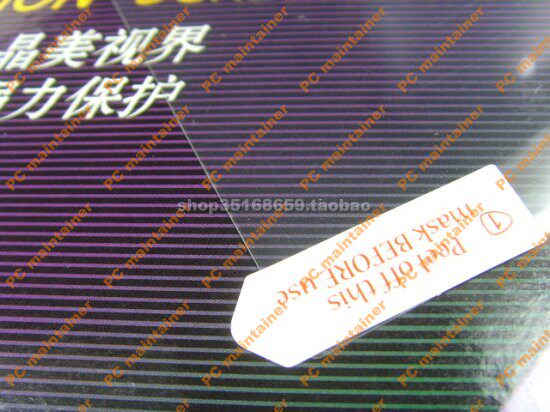 晶美视界
力保护
shop35168659.taobao
① Peel off this
mask BEFORE use
PC maintainer